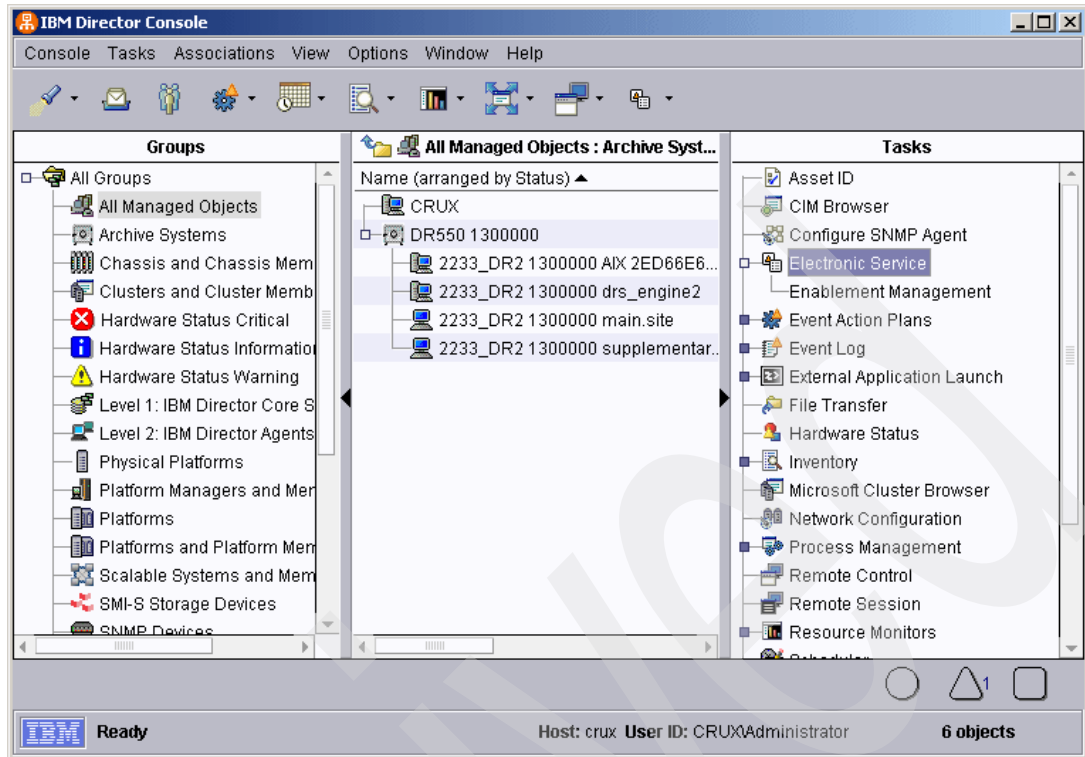 IBM Director Console
Console Tasks Associations View Options Window Help
Groups
All Groups
All Managed Objects
Archive Systems
Chassis and Chassis Mem
Clusters and Cluster Memb
Hardware Status Critical
Hardware Status Information
Hardware Status Warning
Level 1: IBM Director Core S
Level 2: IBM Director Agents
Physical Platforms
Platform Managers and Mer
Platforms
Platforms and Platform Mem
Scalable Systems and Mem
SMI-S Storage Devices
SNMP Devices
All Managed Objects : Archive Syst...
Name (arranged by Status)
CRUX
DR550 1300000
2233_DR2 1300000 AIX 2ED66E6...
2233_DR2 1300000 drs_engine2
2233_DR2 1300000 main.site
2233_DR2 1300000 supplementar..
Tasks
Asset ID
CIM Browser
Configure SNMP Agent
Electronic Service
Enablement Management
Event Action Plans
Event Log
External Application Launch
File Transfer
Hardware Status
Inventory
Microsoft Cluster Browser
Network Configuration
Process Management
Remote Control
Remote Session
Resource Monitors
Scheduler
1
IBM Ready Host: crux User ID: CRUX\Administrator 6 objects